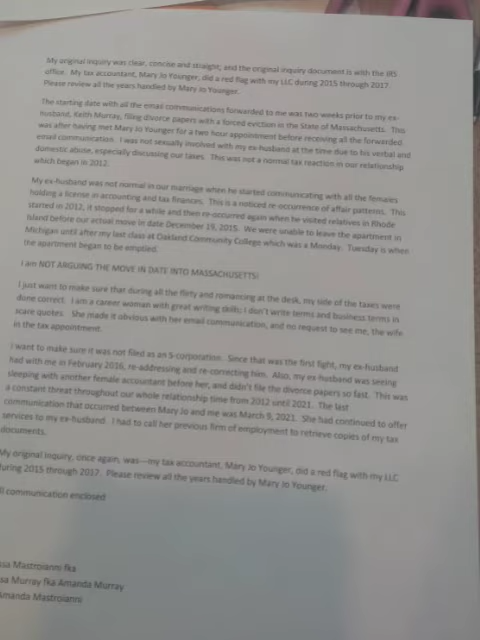 My original inquiry was clear, concise and straight, and the original inquiry document is with the IRS
office. My tax accountant, Mary Jo Younger, did a red flag with my LLC during 2015 through 2017.
Please review all the years handled by Mary Jo Younger.
The starting date with all the email communications forwarded to me was two weeks prior to my ex-
husband, Keith Murray, filing divorce papers with a forced eviction in the State of Massachusetts. This
was after having met Mary Jo Younger for a two hour appointment before receiving all the forwarded
email communication. I was not sexually involved with my ex-husband at the time due to his verbal and
domestic abuse, especially discussing our taxes. This was not a normal tax reaction in our relationship
which began in 2012.
My ex-husband was not normal in our marriage when he started communicating with all the females
holding a license in accounting and tax finances. This is a noticed re-occurrence of affair patterns. This
started in 2012, it stopped for a while and then re-occurred again when he visited relatives in Rhode
Island before our actual move in date December 19, 2015. We were unable to leave the apartment in
Michigan until after my last class at Oakland Community College which was a Monday. Tuesday is when
the apartment began to be emptied.
I am NOT ARGUING THE MOVE IN DATE INTO MASSACHUSETTS!
I just want to make sure that during all the flirty and romancing at the desk, my side of the taxes were
done correct. I am a career woman with great writing skills; I don't write terms and business terms in
scare quotes. She made it obvious with her email communication, and no request to see me, the wife
in the tax appointment.
I want to make sure it was not filed as an S-corporation. Since that was the first fight, my ex-husband
had with me in February 2016, re-addressing and re-correcting him. Also, my ex-husband was seeing
sleeping with another female accountant before her, and didn't file the divorce papers so fast. This was
a constant threat throughout our whole relationship time from 2012 until 2021. The last
communication that occurred between Mary Jo and me was March 9, 2021. She had continued to offer
services to my ex-husband. I had to call her previous firm of employment to retrieve copies of my tax
documents.
My original inquiry, once again, was---my tax accountant, Mary Jo Younger, did a red flag with my LLC
during 2015 through 2017. Please review all the years handled by Mary Jo Younger.
ll communication enclosed
ssa Mastroianni fka
sa Murray fka Amanda Murray
Amanda Mastroianni